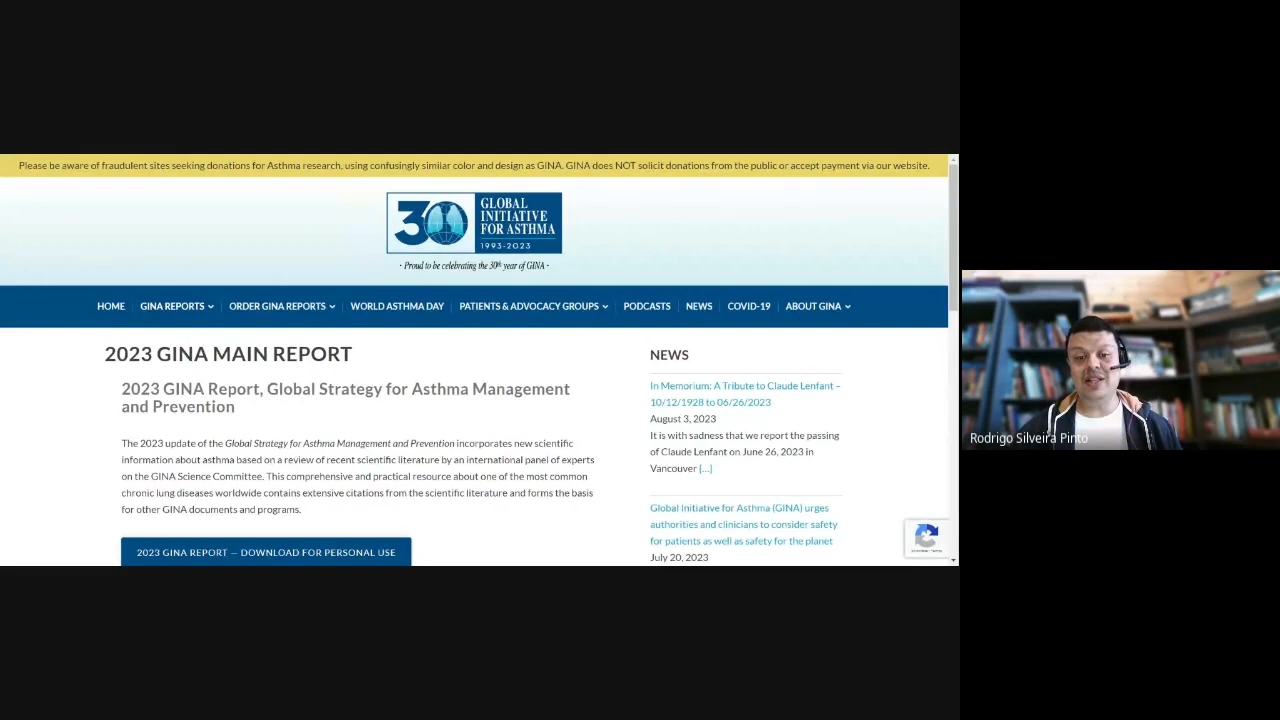 Please be aware of fraudulent sites seeking donations for Asthma research, using confusingly similar color and design as GINA. GINA does NOT solicit donations from the public or accept payment via our website.
30 GLOBAL
INITIATIVE
FOR ASTHMA
1993-2023
· Proud to be celebrating the 30th year of GINA ·
HOME GINA REPORTS ORDER GINA REPORTS WORLD ASTHMA DAY PATIENTS & ADVOCACY GROUPS PODCASTS NEWS COVID-19 ABOUT GINA
2023 GINA MAIN REPORT
2023 GINA Report, Global Strategy for Asthma Management
and Prevention
The 2023 update of the Global Strategy for Asthma Management and Prevention incorporates new scientific
information about asthma based on a review of recent scientific literature by an international panel of experts
on the GINA Science Committee. This comprehensive and practical resource about one of the most common
chronic lung diseases worldwide contains extensive citations from the scientific literature and forms the basis
for other GINA documents and programs.
2023 GINA REPORT — DOWNLOAD FOR PERSONAL USE
NEWS
In Memorium: A Tribute to Claude Lenfant –
10/12/1928 to 06/26/2023
August 3, 2023
It is with sadness that we report the passing
of Claude Lenfant on June 26, 2023 in
Vancouver [...]
Global Initiative for Asthma (GINA) urges
authorities and clinicians to consider safety
for patients as well as safety for the planet
July 20, 2023
Rodrigo Silveira Pinto